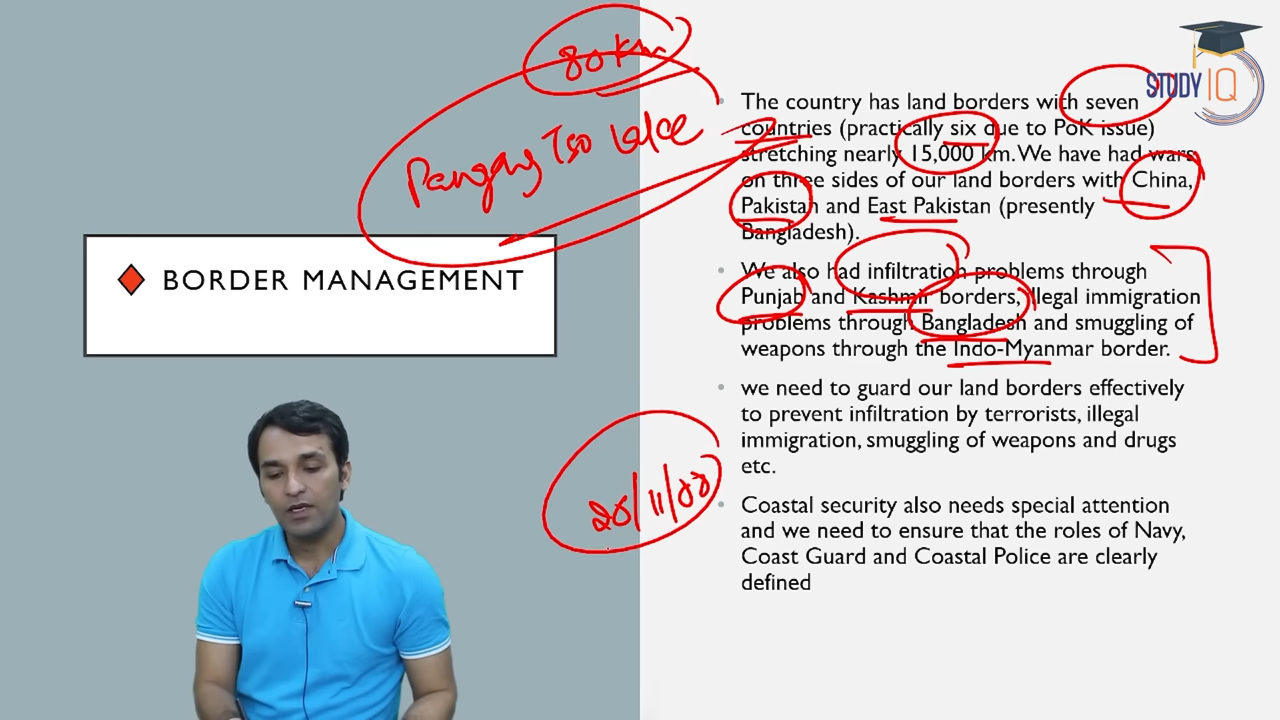 80 km
Pangong Tso lake
STUDY IQ
BORDER MANAGEMENT
• The country has land borders with seven
countries (practically six due to PoK issue)
stretching nearly 15,000 km. We have had wars
on three sides of our land borders with China,
Pakistan and East Pakistan (presently
Bangladesh).
• We also had infiltration problems through
Punjab and Kashmir borders, illegal immigration
problems through Bangladesh and smuggling of
weapons through the Indo-Myanmar border.
• we need to guard our land borders effectively
to prevent infiltration by terrorists, illegal
immigration, smuggling of weapons and drugs
etc.
• Coastal security also needs special attention
and we need to ensure that the roles of Navy,
Coast Guard and Coastal Police are clearly
defined